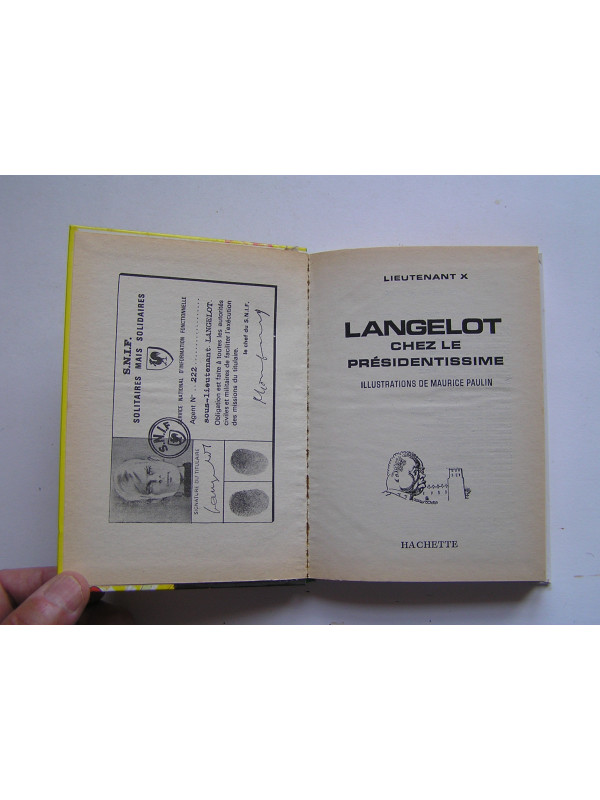 S.N.I.F.
SOLITAIRES MAIS SOLIDAIRES
SERVICE NATIONAL D'INFORMATION FONCTIONNELLE
Agent N° ..222............
sous-lieutenant LANGELOT.
Obligation est faite à toutes les autorités
civiles et militaires de faciliter l'exécution
des missions du titulaire.
le chef du S.N.I.F.
S.N.I.F
SIGNATURE DU TITULAIRE
Langelot
LIEUTENANT X
LANGELOT
CHEZ LE
PRÉSIDENTISSIME
ILLUSTRATIONS DE MAURICE PAULIN
HACHETTE